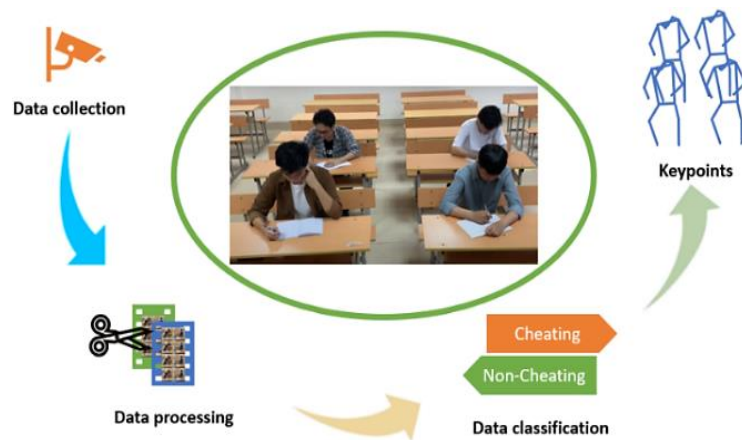 Data collection
Keypoints
Cheating
Non-Cheating
Data processing
Data classification